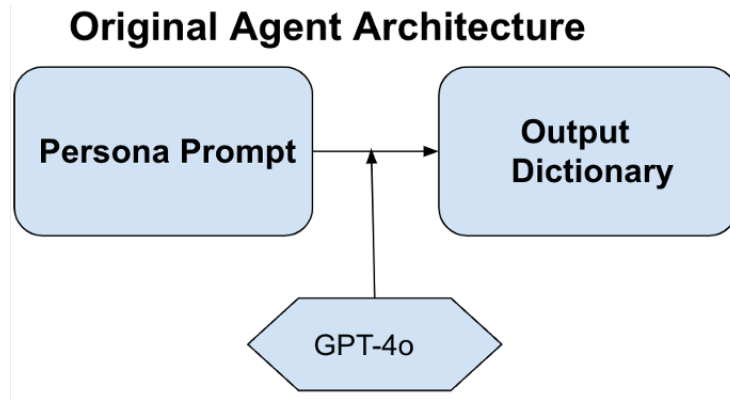 Original Agent Architecture
Persona Prompt
Output
Dictionary
GPT-4o